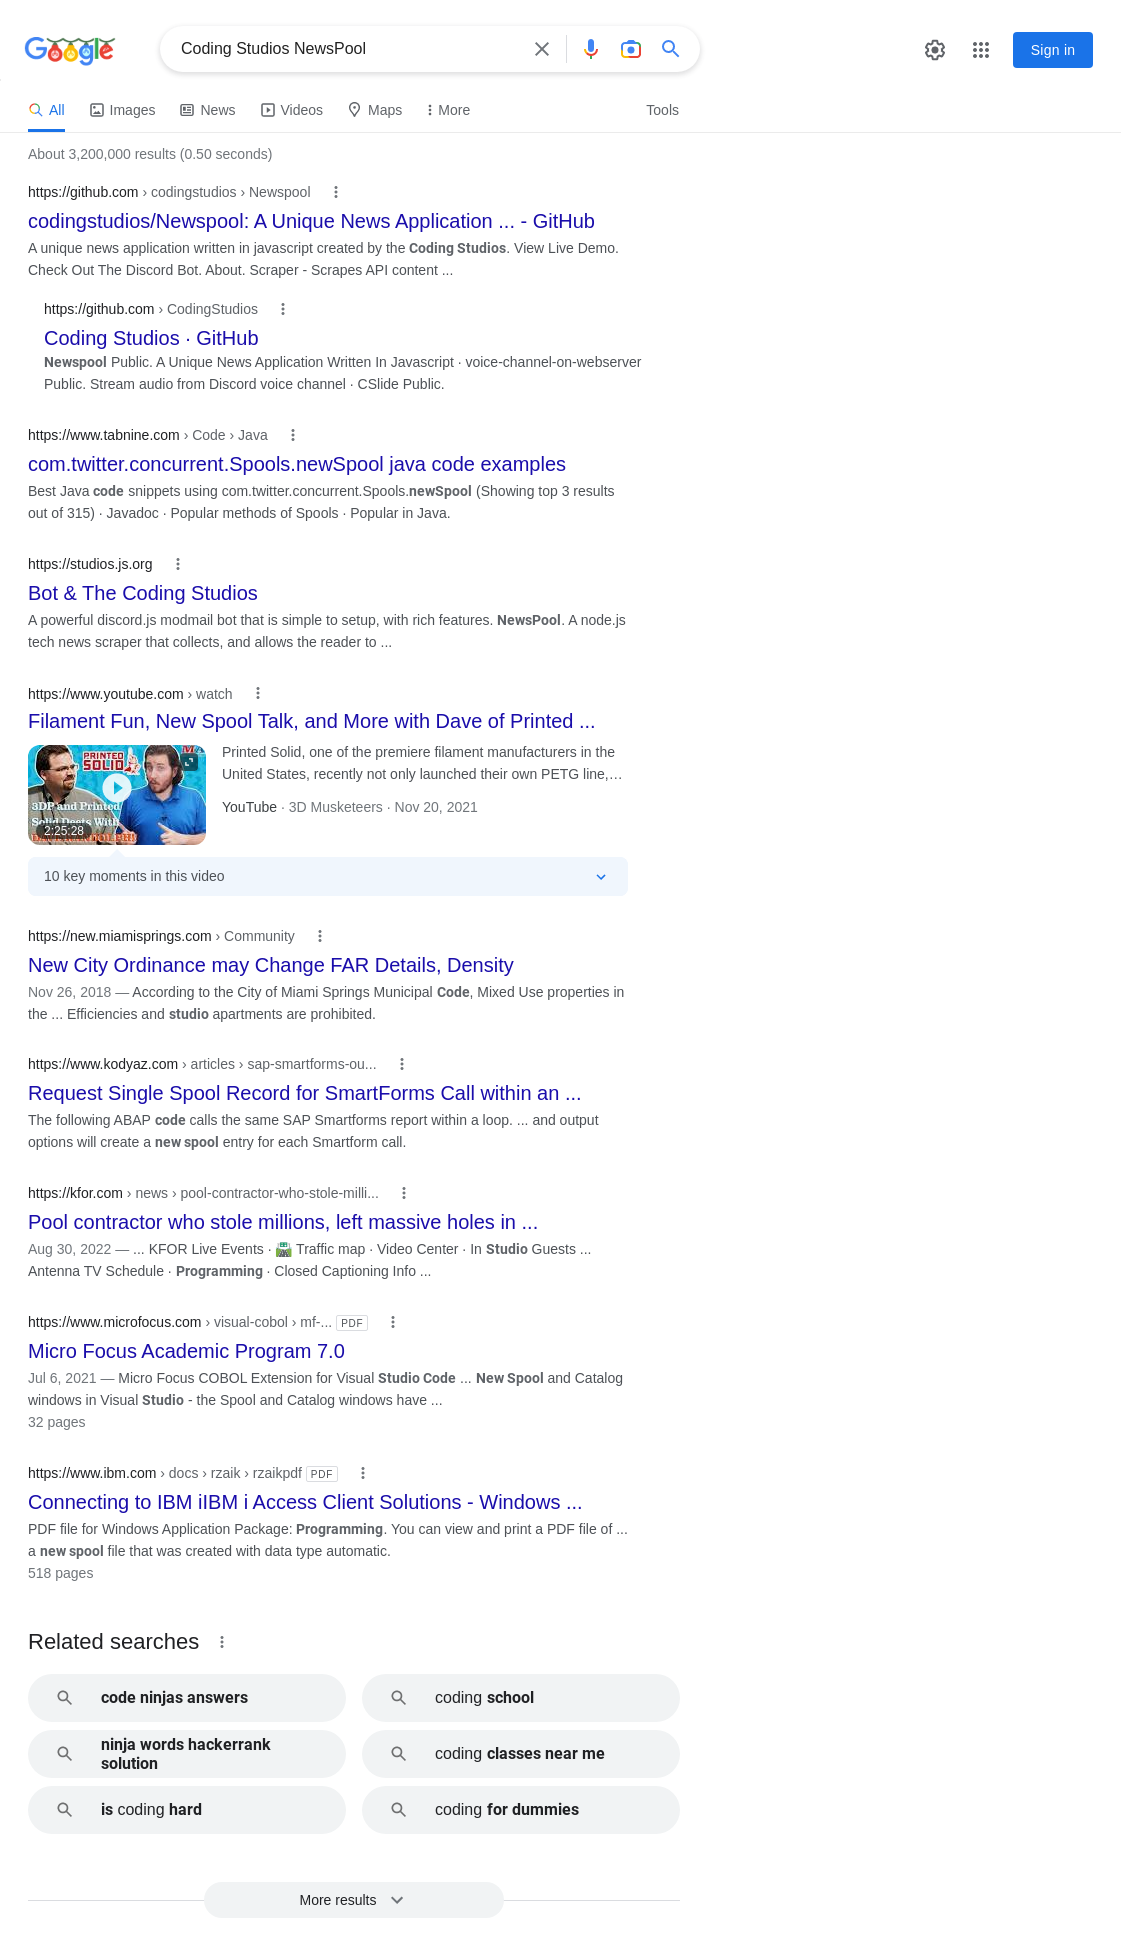 Google
Coding Studios NewsPool
Sign in
All
Images
News
Videos
Maps
More
Tools
About 3,200,000 results (0.50 seconds)
https://github.com › codingstudios › Newspool
codingstudios/Newspool: A Unique News Application ... - GitHub
A unique news application written in javascript created by the Coding Studios. View Live Demo.
Check Out The Discord Bot. About. Scraper - Scrapes API content ...
https://github.com › CodingStudios
Coding Studios · GitHub
Newspool Public. A Unique News Application Written In Javascript · voice-channel-on-webserver
Public. Stream audio from Discord voice channel · CSlide Public.
https://www.tabnine.com › Code › Java
com.twitter.concurrent.Spools.newSpool java code examples
Best Java code snippets using com.twitter.concurrent.Spools.newSpool (Showing top 3 results
out of 315) · Javadoc · Popular methods of Spools · Popular in Java.
https://studios.js.org
Bot & The Coding Studios
A powerful discord.js modmail bot that is simple to setup, with rich features. NewsPool. A node.js
tech news scraper that collects, and allows the reader to ...
https://www.youtube.com › watch
Filament Fun, New Spool Talk, and More with Dave of Printed ...
PRINTED
SOLID
3DP and Printed
Solid Deets With
2:25:28
Printed Solid, one of the premiere filament manufacturers in the
United States, recently not only launched their own PETG line,…
YouTube · 3D Musketeers · Nov 20, 2021
10 key moments in this video
https://new.miamisprings.com › Community
New City Ordinance may Change FAR Details, Density
Nov 26, 2018 — According to the City of Miami Springs Municipal Code, Mixed Use properties in
the ... Efficiencies and studio apartments are prohibited.
https://www.kodyaz.com › articles › sap-smartforms-ou...
Request Single Spool Record for SmartForms Call within an ...
The following ABAP code calls the same SAP Smartforms report within a loop. ... and output
options will create a new spool entry for each Smartform call.
https://kfor.com › news › pool-contractor-who-stole-milli...
Pool contractor who stole millions, left massive holes in ...
Aug 30, 2022 — ... KFOR Live Events · 🛣️ Traffic map · Video Center · In Studio Guests ...
Antenna TV Schedule · Programming · Closed Captioning Info ...
https://www.microfocus.com › visual-cobol › mf-... PDF
Micro Focus Academic Program 7.0
Jul 6, 2021 — Micro Focus COBOL Extension for Visual Studio Code ... New Spool and Catalog
windows in Visual Studio - the Spool and Catalog windows have ...
32 pages
https://www.ibm.com › docs › rzaik › rzaikpdf PDF
Connecting to IBM iIBM i Access Client Solutions - Windows ...
PDF file for Windows Application Package: Programming. You can view and print a PDF file of ...
a new spool file that was created with data type automatic.
518 pages
Related searches
code ninjas answers
coding school
ninja words hackerrank
solution
coding classes near me
is coding hard
coding for dummies
More results